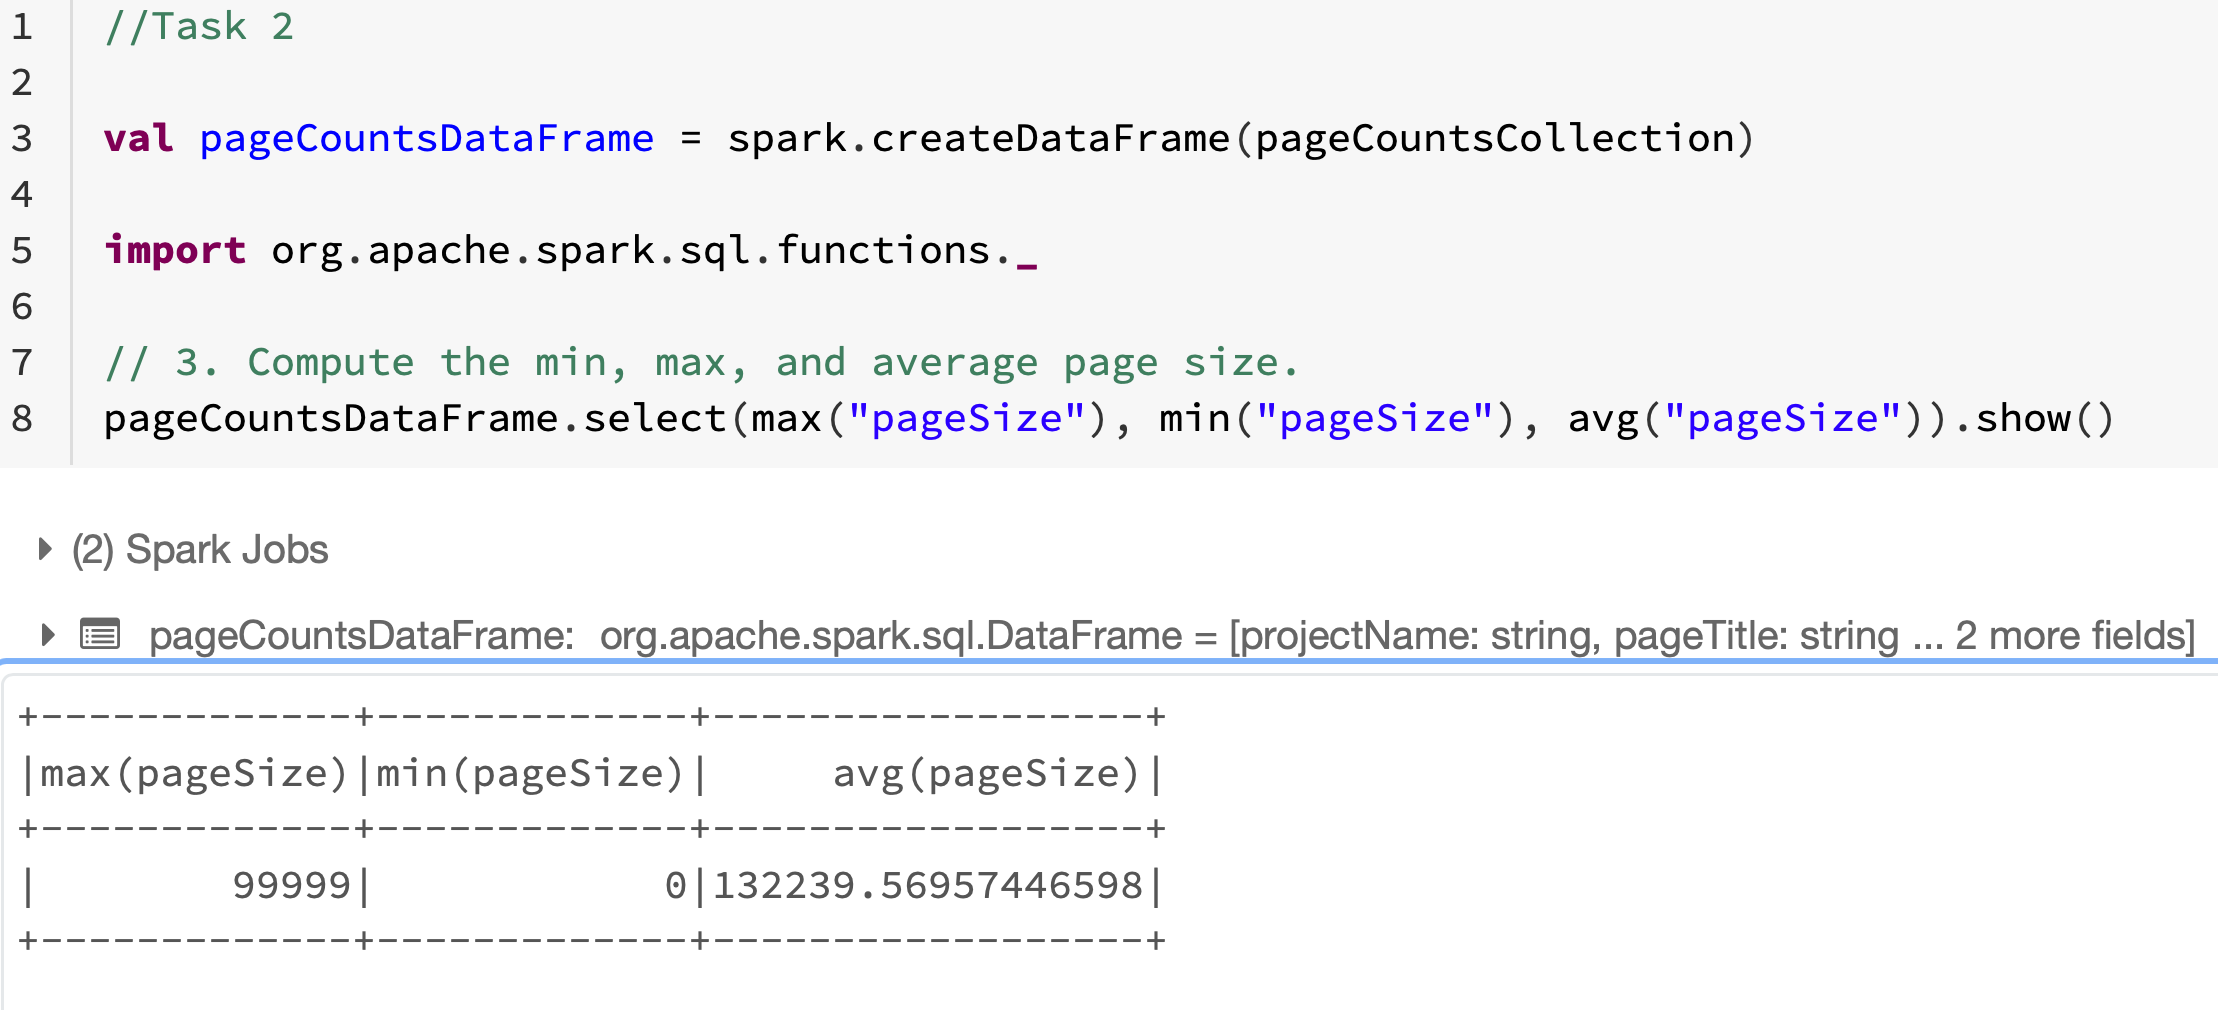 1 //Task 2
2
3 val pageCountsDataFrame = spark.createDataFrame(pageCountsCollection)
4
5 import org.apache.spark.sql.functions._
6
7 // 3. Compute the min, max, and average page size.
8 pageCountsDataFrame.select(max("pageSize"), min("pageSize"), avg("pageSize")).show()
(2) Spark Jobs
pageCountsDataFrame: org.apache.spark.sql.DataFrame = [projectName: string, pageTitle: string ... 2 more fields]
+-------------+-------------+------------------+
|max(pageSize)|min(pageSize)|     avg(pageSize)|
+-------------+-------------+------------------+
|        99999|            0|132239.56957446598|
+-------------+-------------+------------------+